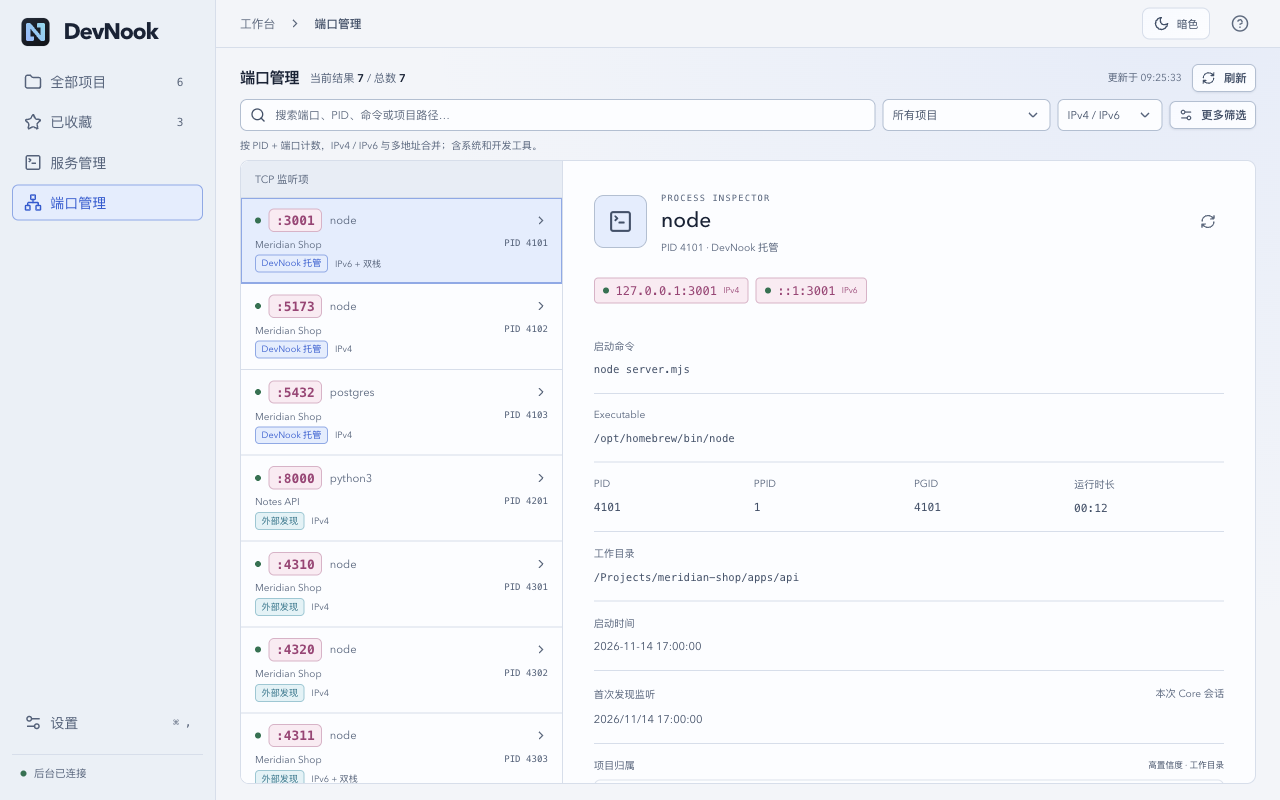 DevNook
全部项目 6
已收藏 3
服务管理
端口管理
设置 ⌘ ,
后台已连接
工作台 > 端口管理
暗色
端口管理 当前结果 7 / 总数 7
更新于 09:25:33
刷新
搜索端口、PID、命令或项目路径…
所有项目
IPv4 / IPv6
更多筛选
按 PID + 端口计数，IPv4 / IPv6 与多地址合并；含系统和开发工具。
TCP 监听项
:3001 node
Meridian Shop PID 4101
DevNook 托管 IPv6 + 双栈
:5173 node
Meridian Shop PID 4102
DevNook 托管 IPv4
:5432 postgres
Meridian Shop PID 4103
DevNook 托管 IPv4
:8000 python3
Notes API PID 4201
外部发现 IPv4
:4310 node
Meridian Shop PID 4301
外部发现 IPv4
:4320 node
Meridian Shop PID 4302
外部发现 IPv4
:4311 node
Meridian Shop PID 4303
外部发现 IPv6 + 双栈
PROCESS INSPECTOR
node
PID 4101 · DevNook 托管
127.0.0.1:3001 IPv4
::1:3001 IPv6
启动命令
node server.mjs
Executable
/opt/homebrew/bin/node
PID PPID PGID 运行时长
4101 1 4101 00:12
工作目录
/Projects/meridian-shop/apps/api
启动时间
2026-11-14 17:00:00
首次发现监听 本次 Core 会话
2026/11/14 17:00:00
项目归属 高置信度 · 工作目录